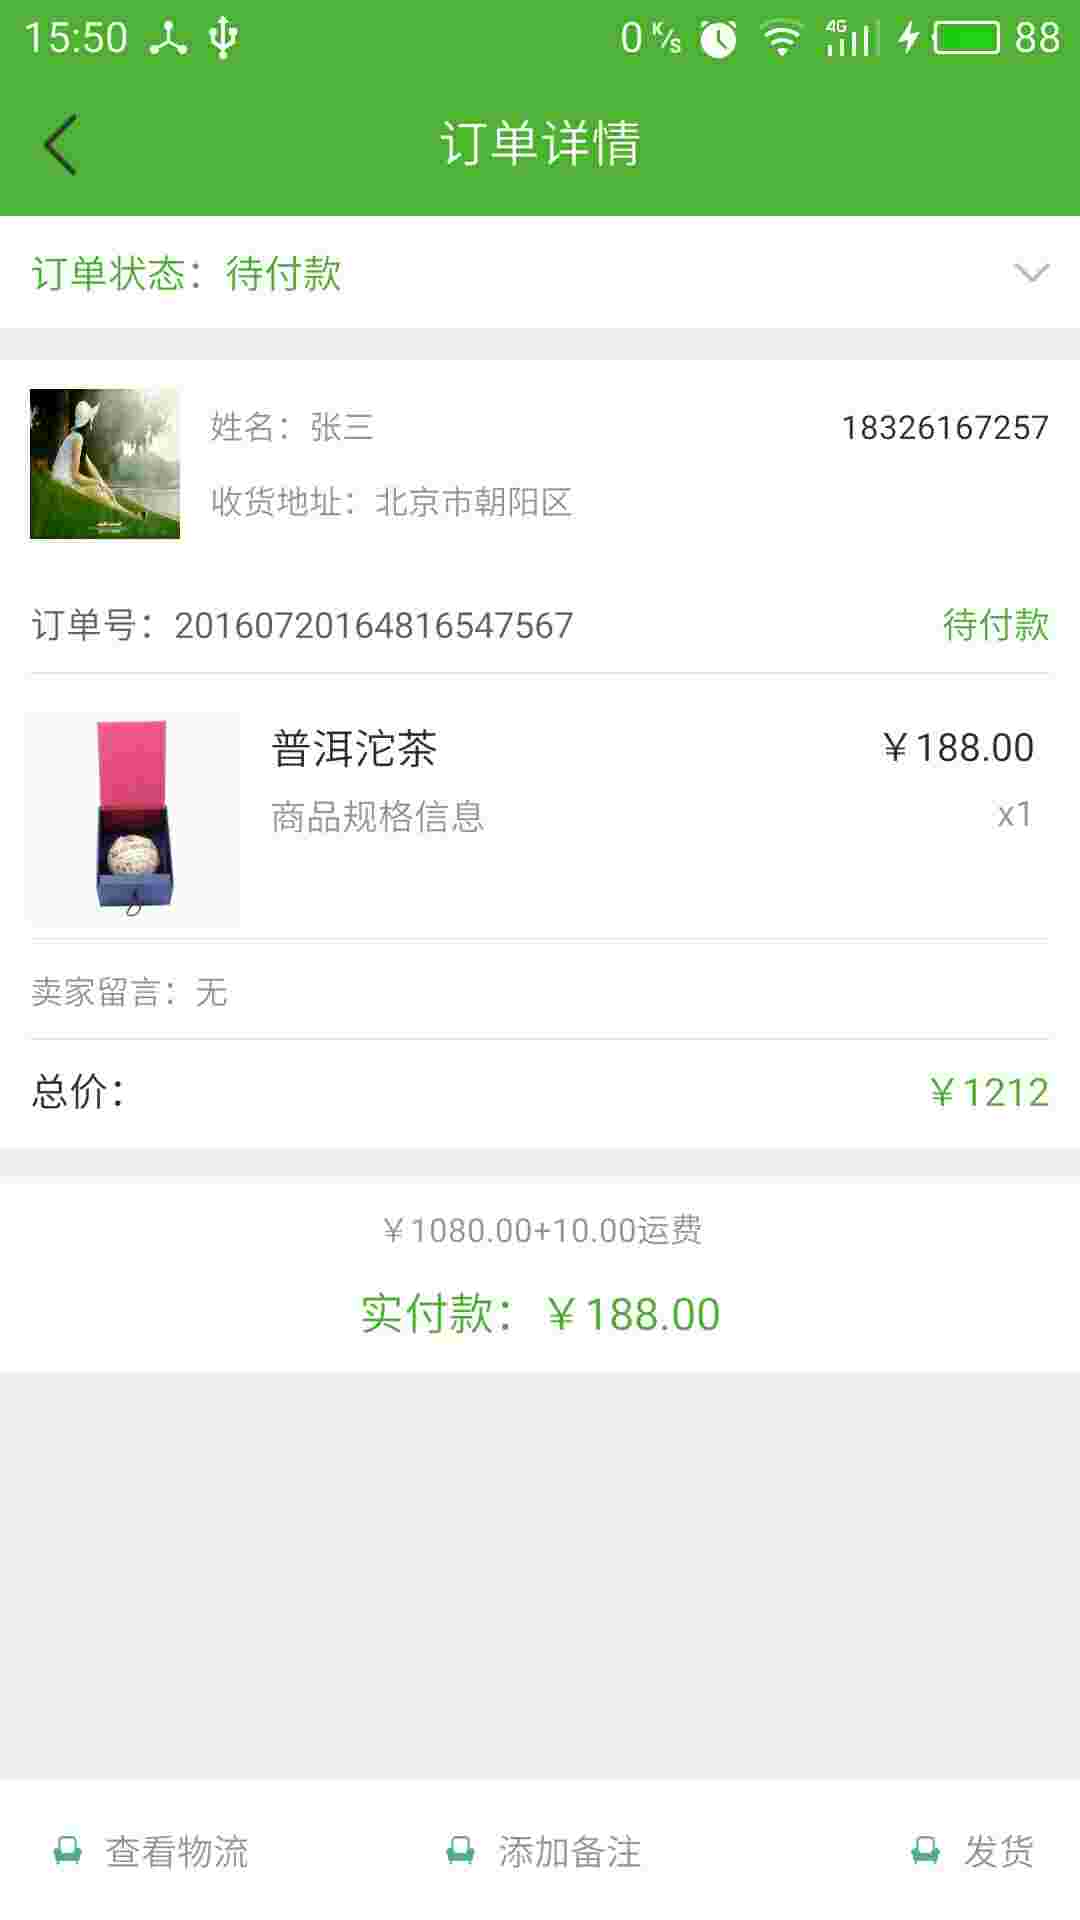 15:50 0 K/s 4G 88
订单详情
订单状态：待付款
姓名：张三 18326167257
收货地址：北京市朝阳区
订单号：20160720164816547567 待付款
普洱沱茶 ￥188.00
商品规格信息 x1
卖家留言：无
总价： ￥1212
￥1080.00+10.00运费
实付款：￥188.00
查看物流 添加备注 发货